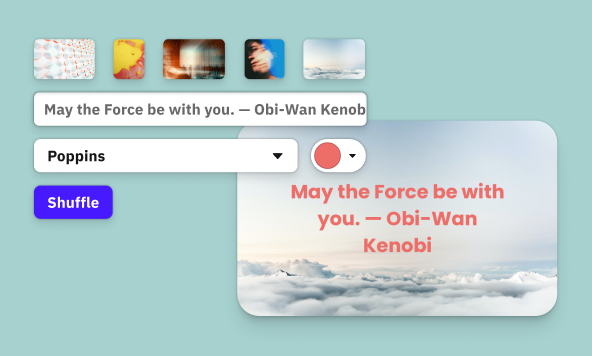 May the Force be with you. — Obi-Wan Kenob
Poppins
Shuffle
May the Force be with
you. — Obi-Wan
Kenobi